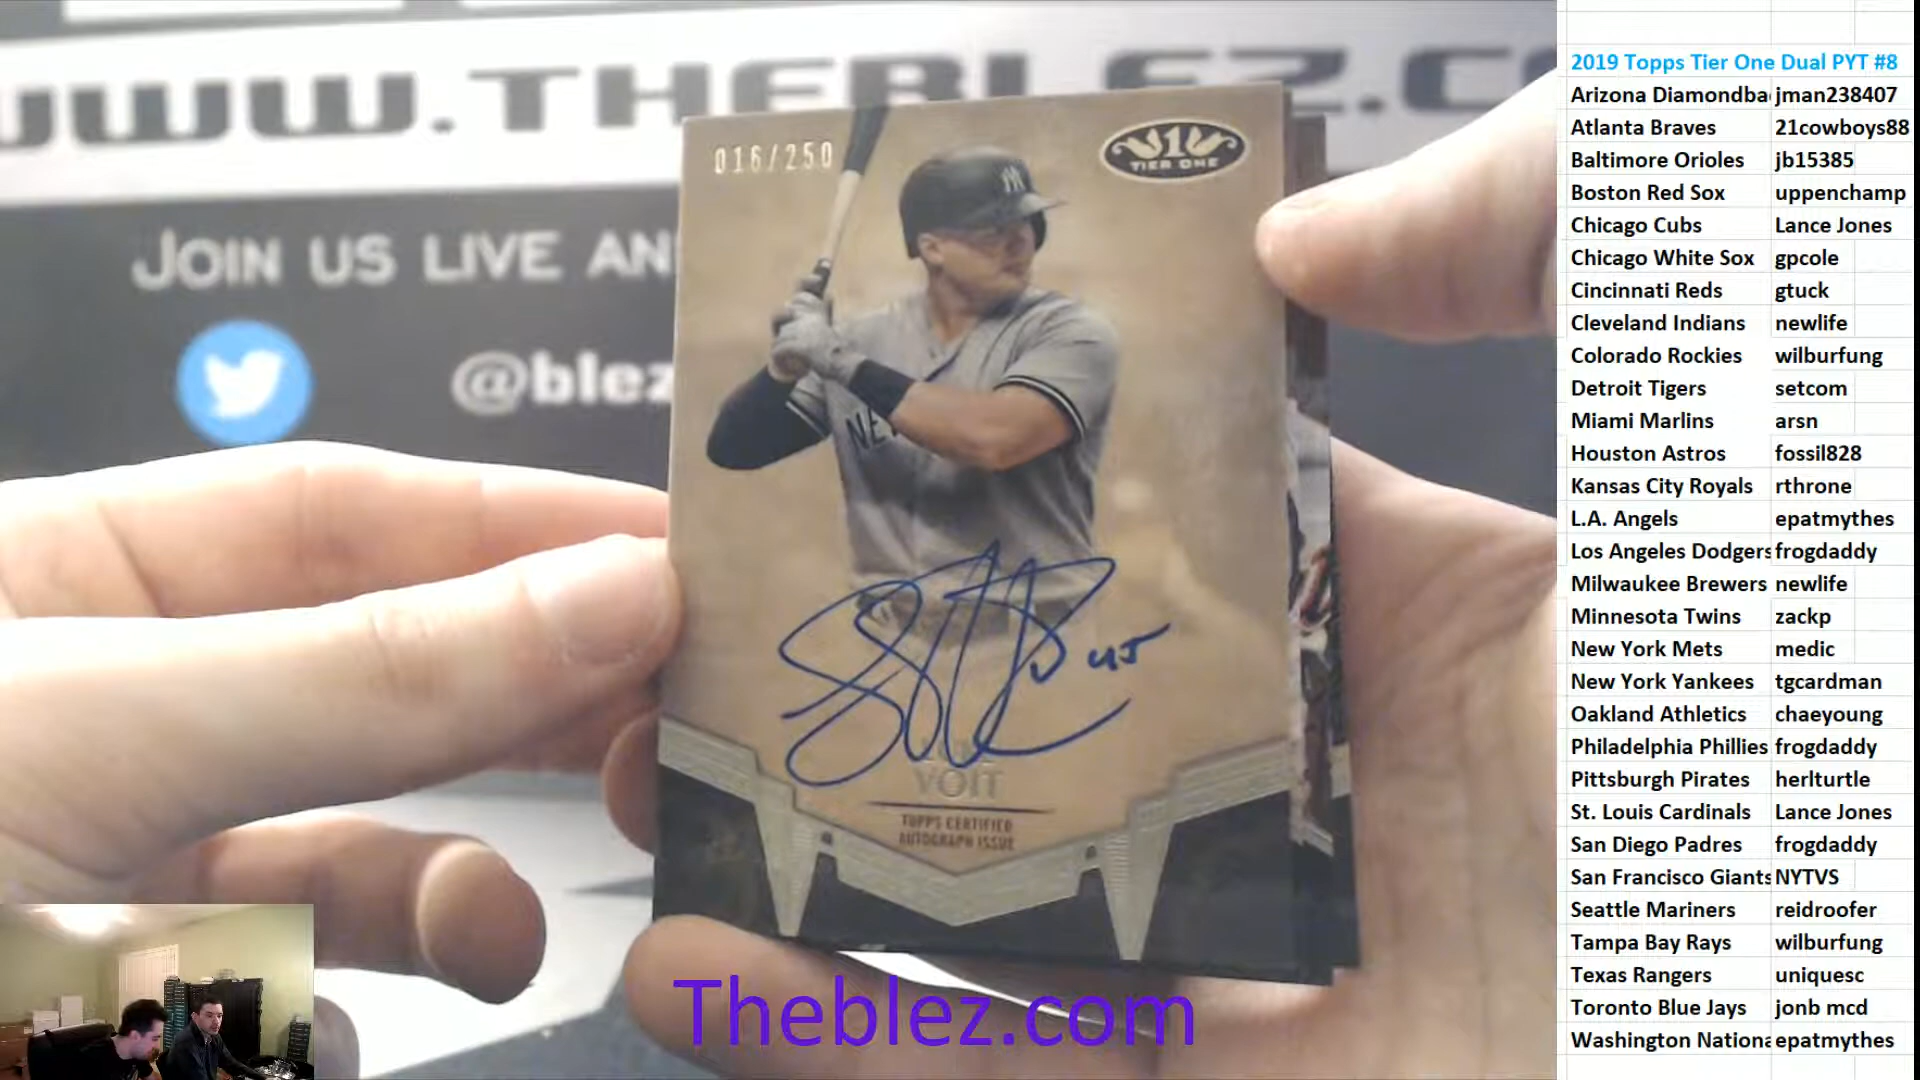 WWW.THEBLEZ.C
JOIN US LIVE AN
@blez
016/250
1
TIER ONE
NE
45
VOIT
TOPPS CERTIFIED
AUTOGRAPH ISSUE
Theblez.com
2019 Topps Tier One Dual PYT #8
Arizona Diamondba jman238407
Atlanta Braves 21cowboys88
Baltimore Orioles jb15385
Boston Red Sox uppenchamp
Chicago Cubs Lance Jones
Chicago White Sox gpcole
Cincinnati Reds gtuck
Cleveland Indians newlife
Colorado Rockies wilburfung
Detroit Tigers setcom
Miami Marlins arsn
Houston Astros fossil828
Kansas City Royals rthrone
L.A. Angels epatmythes
Los Angeles Dodgers frogdaddy
Milwaukee Brewers newlife
Minnesota Twins zackp
New York Mets medic
New York Yankees tgcardman
Oakland Athletics chaeyoung
Philadelphia Phillies frogdaddy
Pittsburgh Pirates herlturtle
St. Louis Cardinals Lance Jones
San Diego Padres frogdaddy
San Francisco Giants NYTVS
Seattle Mariners reidroofer
Tampa Bay Rays wilburfung
Texas Rangers uniquesc
Toronto Blue Jays jonb mcd
Washington Nationa epatmythes